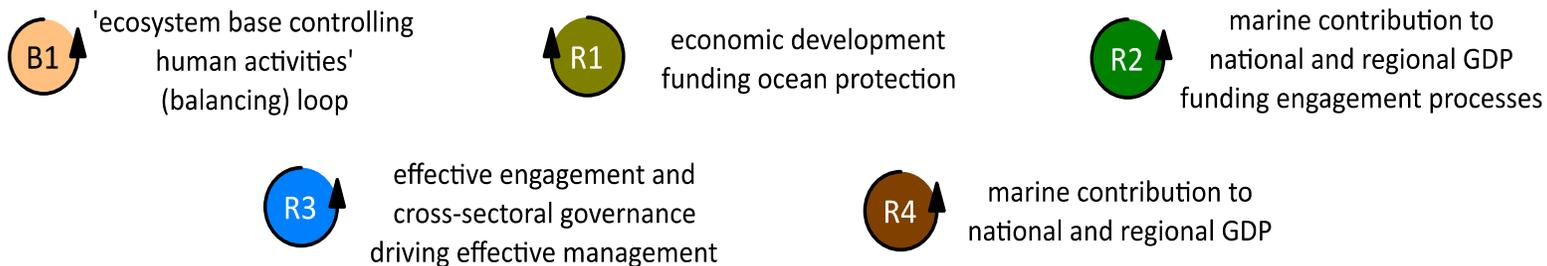 B1
'ecosystem base controlling
human activities'
(balancing) loop
R1
economic development
funding ocean protection
R2
marine contribution to
national and regional GDP
funding engagement processes
R3
effective engagement and
cross-sectoral governance
driving effective management
R4
marine contribution to
national and regional GDP